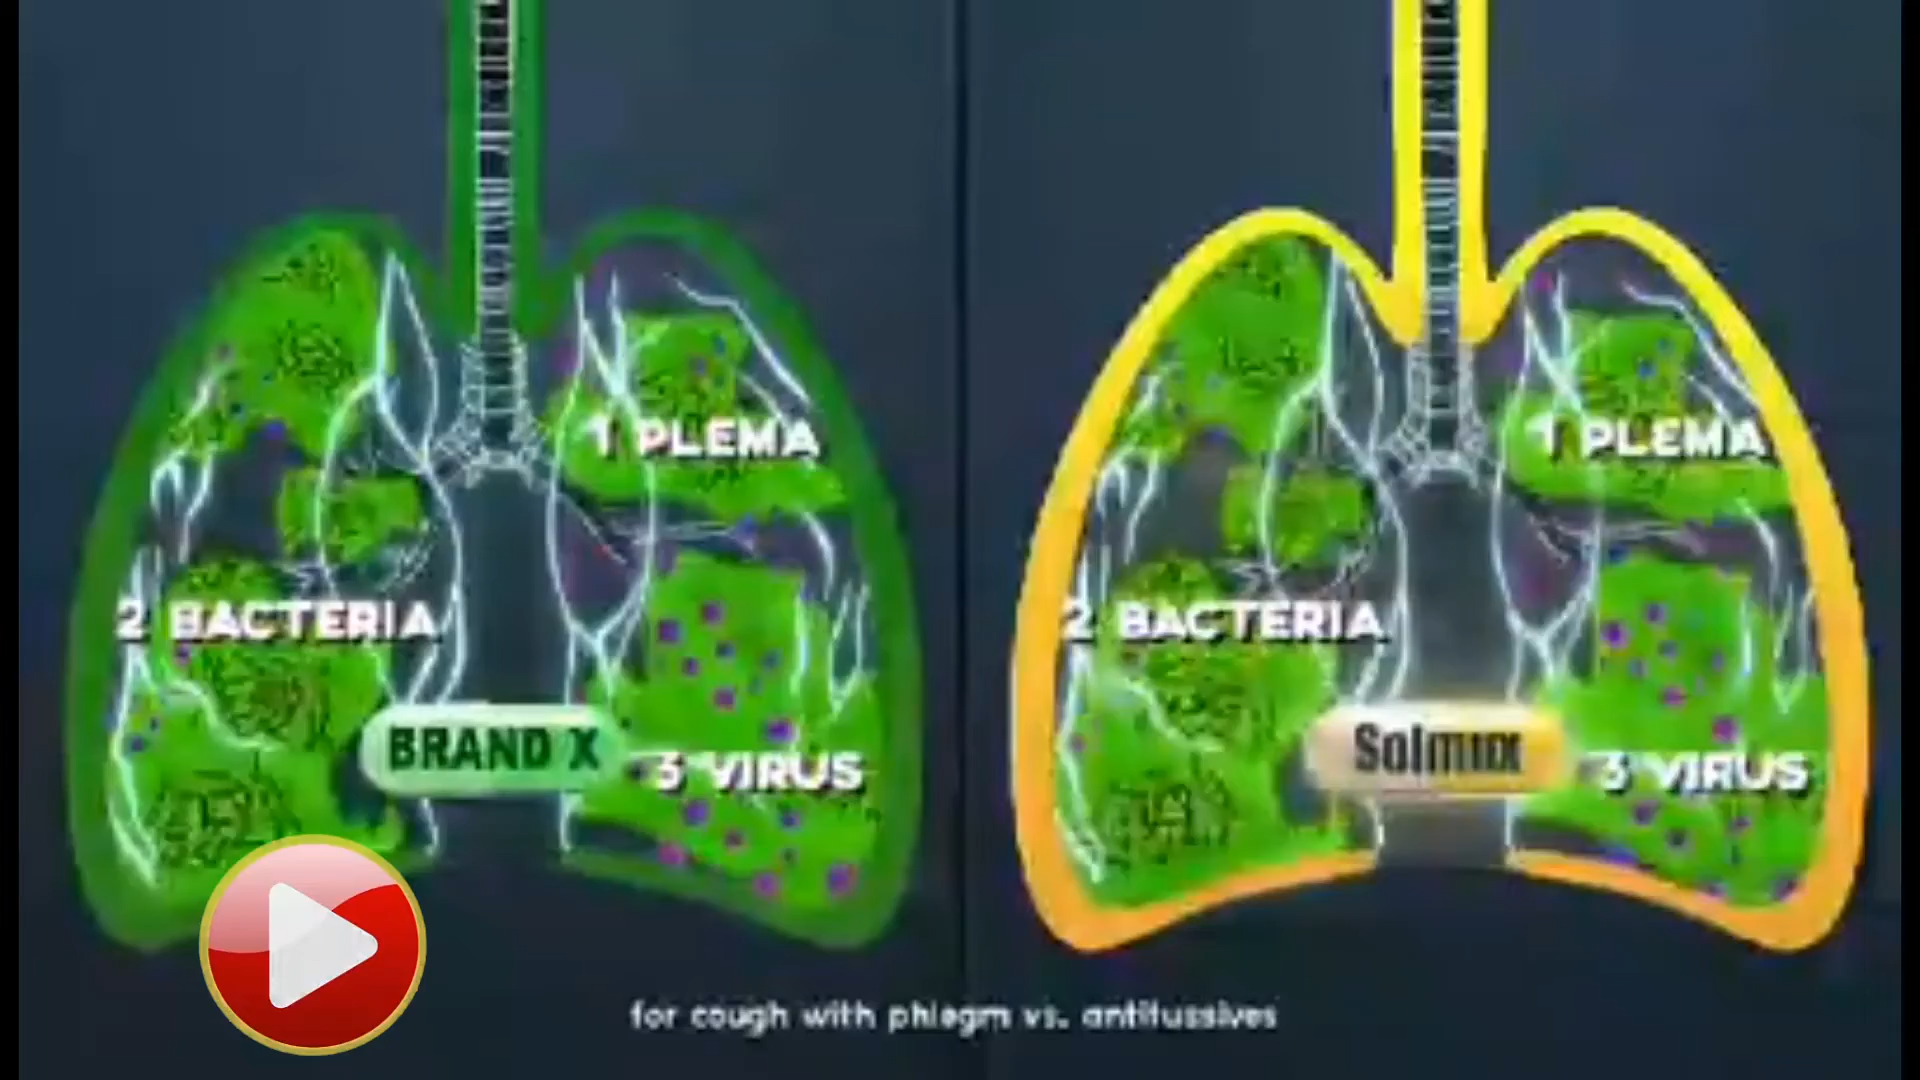 1 PLEMA
2 BACTERIA
BRAND X
3 VIRUS
1 PLEMA
2 BACTERIA
Solmux
3 VIRUS
for cough with phlegm vs. antitussives